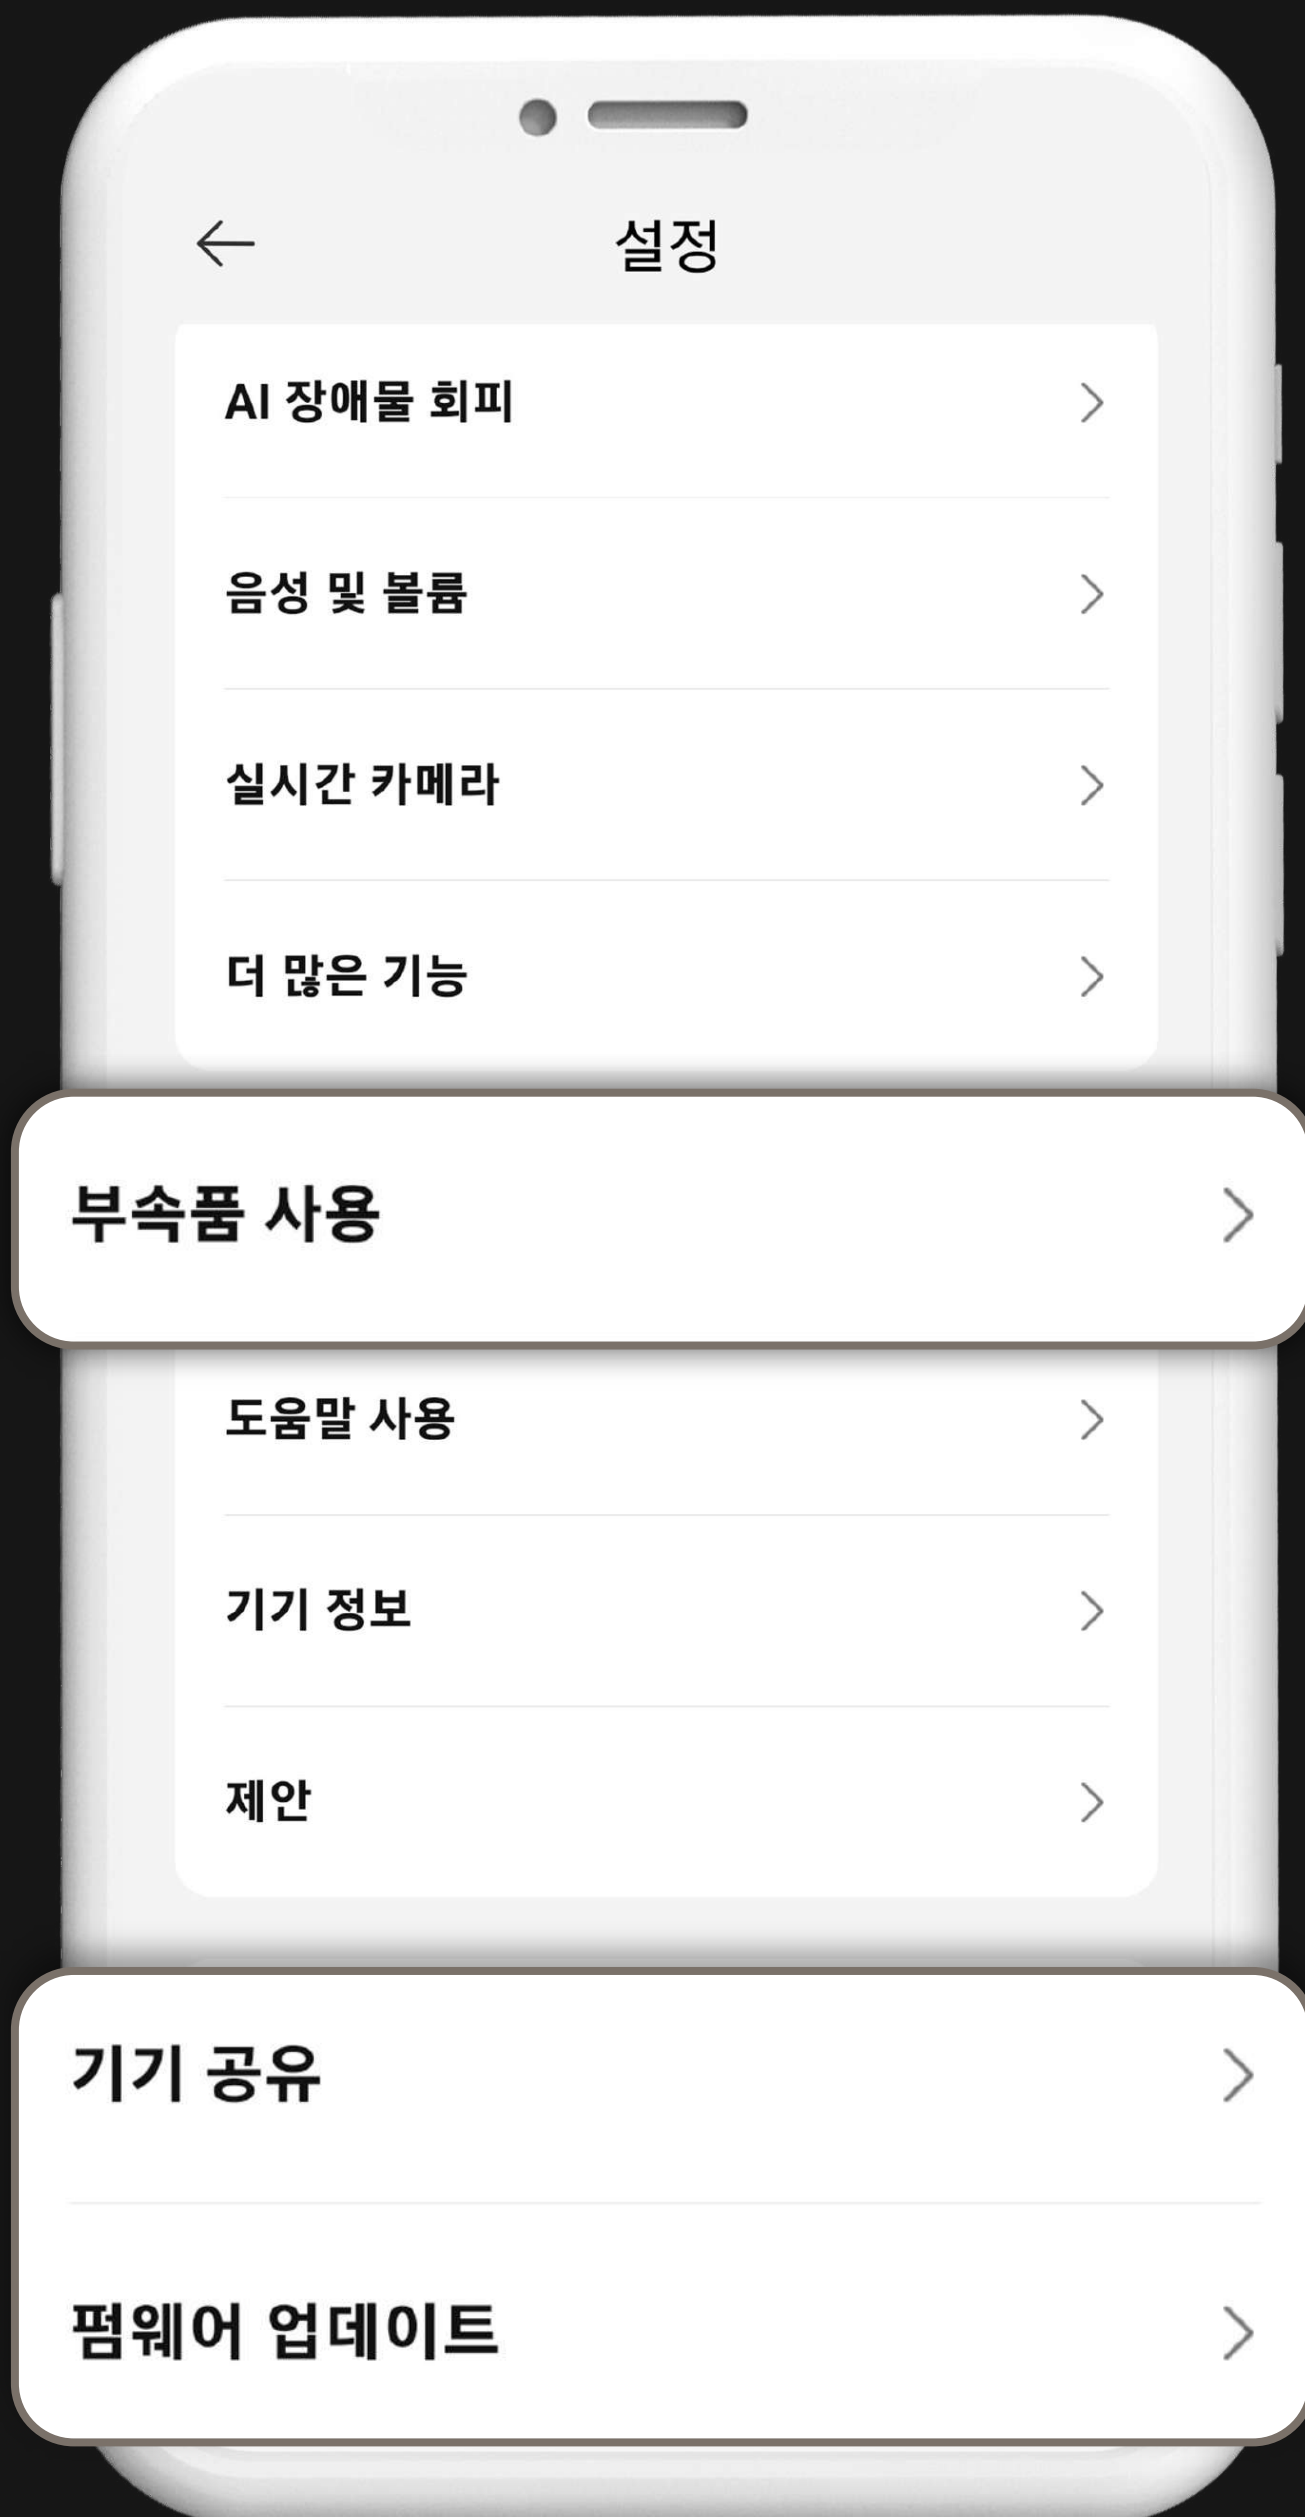 설정
AI 장애물 회피
음성 및 볼륨
실시간 카메라
더 많은 기능
부속품 사용
도움말 사용
기기 정보
제안
기기 공유
펌웨어 업데이트